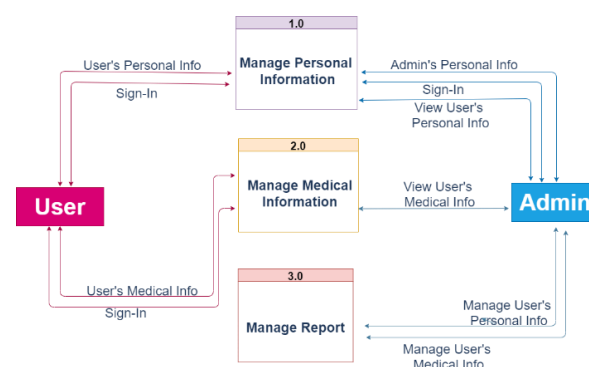 1.0
Manage Personal
Information
User's Personal Info
Sign-In
Admin's Personal Info
Sign-In
View User's
Personal Info
2.0
Manage Medical
Information
View User's
Medical Info
User
Admin
User's Medical Info
Sign-In
3.0
Manage Report
Manage User's
Personal Info
Manage User's
Medical Info